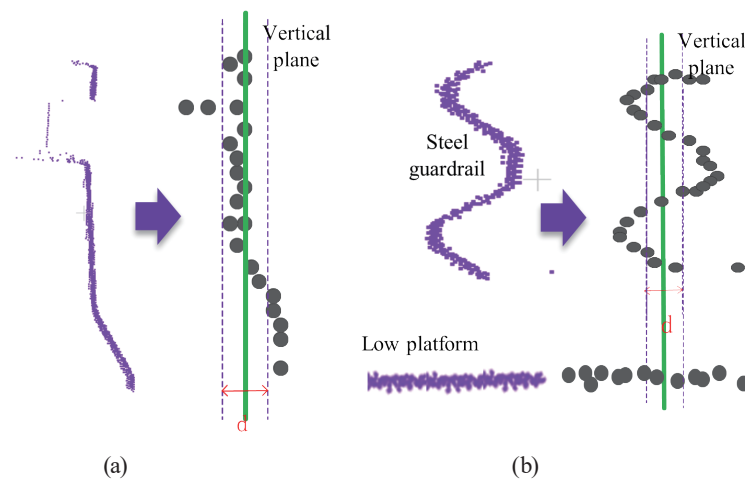 Vertical
plane
d
(a)
Vertical
plane
Steel
guardrail
d
Low platform
(b)